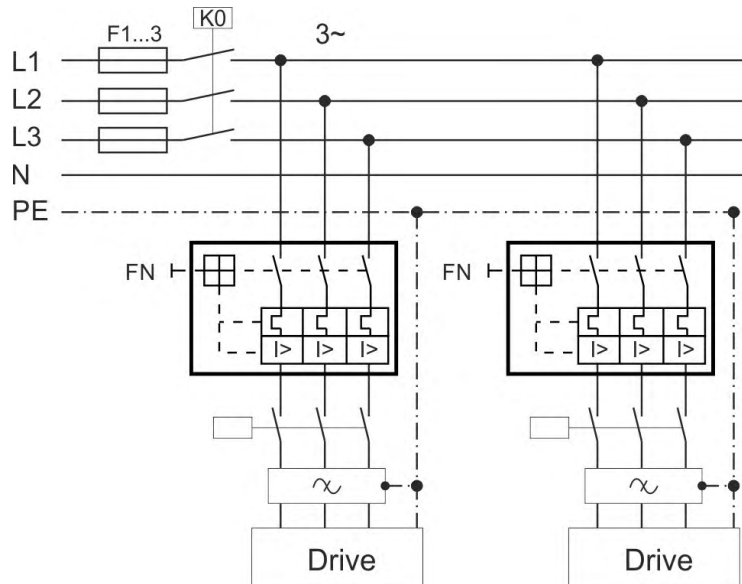 K0
F1...3 3~
L1
L2
L3
N
PE
FN FN
I> I> I> I> I> I>
Drive Drive